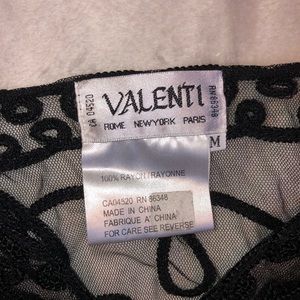 CA 04520
VALENTI
ROME NEWYORK PARIS
RN 86348
M
100% RAYON/RAYONNE
CA04520 RN 86348
MADE IN CHINA
FABRIQUE A' CHINA
FOR CARE SEE REVERSE